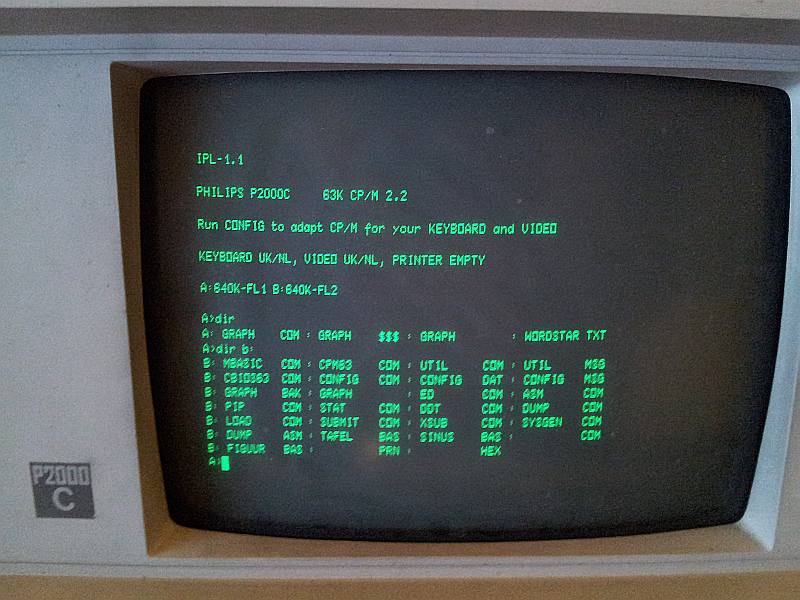 IPL-1.1
PHILIPS P2000C 63K CP/M 2.2
Run CONFIG to adapt CP/M for your KEYBOARD and VIDEO
KEYBOARD UK/NL, VIDEO UK/NL, PRINTER EMPTY
A:640K-FL1 B:640K-FL2
A>dir
A: GRAPH COM : GRAPH $$$ : GRAPH : WORDSTAR TXT
A>dir b:
B: MBASIC COM : CPM63 COM : UTIL COM : UTIL MSG
B: CBIOS63 COM : CONFIG COM : CONFIG DAT : CONFIG MSG
B: GRAPH BAK : GRAPH : ED COM : ASM COM
B: PIP COM : STAT COM : DDT COM : DUMP COM
B: LOAD COM : SUBMIT COM : XSUB COM : SYSGEN COM
B: DUMP ASM : TAFEL BAS : SINUS BAS : COM
B: FIGUUR BAS : PRN : HEX
A>
P2000
C